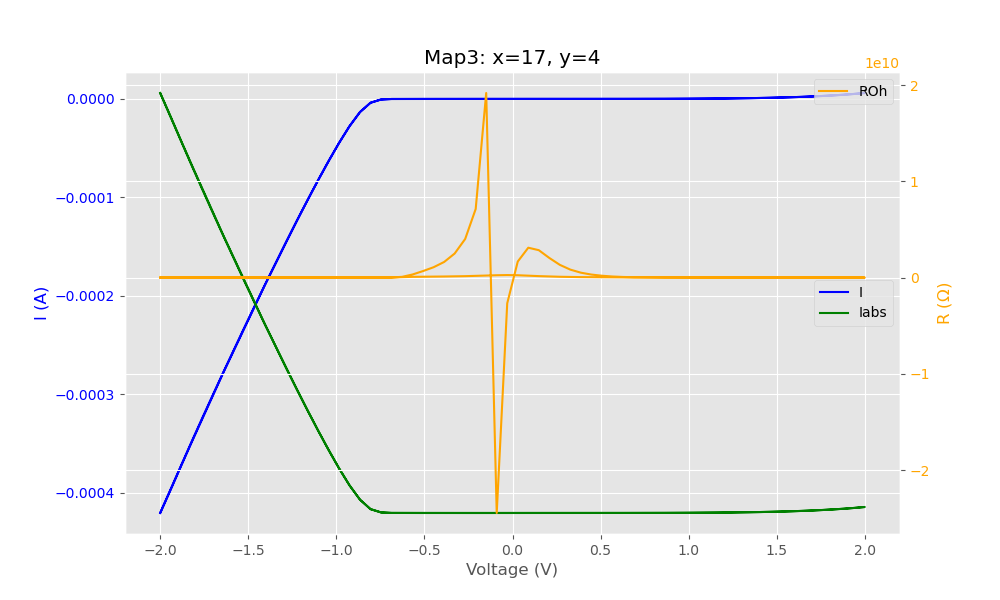 Map3: x=17, y=4
1e10
ROh
I
Iabs
0.0000
−0.0001
−0.0002
−0.0003
−0.0004
I (A)
2
1
0
−1
−2
R (Ω)
−2.0 −1.5 −1.0 −0.5 0.0 0.5 1.0 1.5 2.0
Voltage (V)